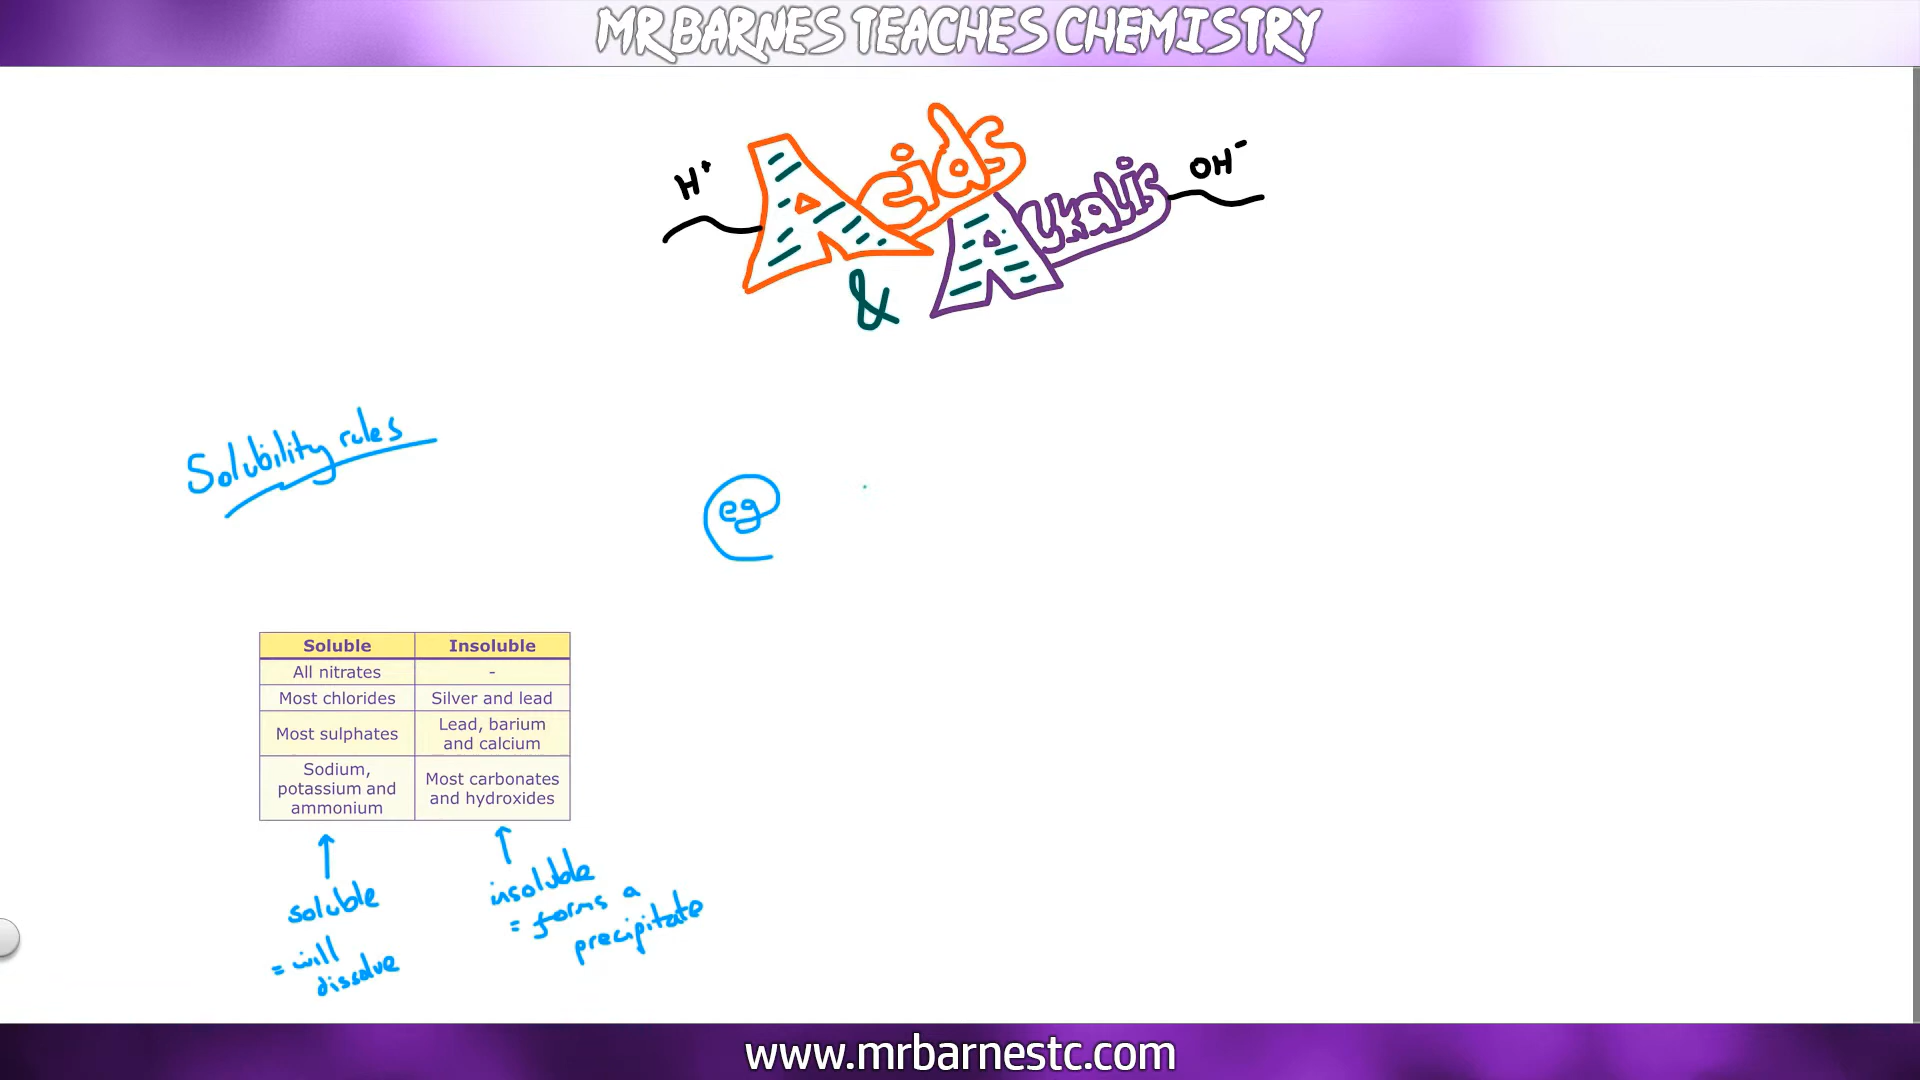 MR BARNES TEACHES CHEMISTRY
H⁺
Acids
&
Alkalis
OH⁻
Solubility rules
eg
Soluble Insoluble
All nitrates -
Most chlorides Silver and lead
Most sulphates Lead, barium
and calcium
Sodium,
potassium and
ammonium
Most carbonates
and hydroxides
soluble
= will
dissolve
insoluble
= forms a
precipitate
www.mrbarnestc.com